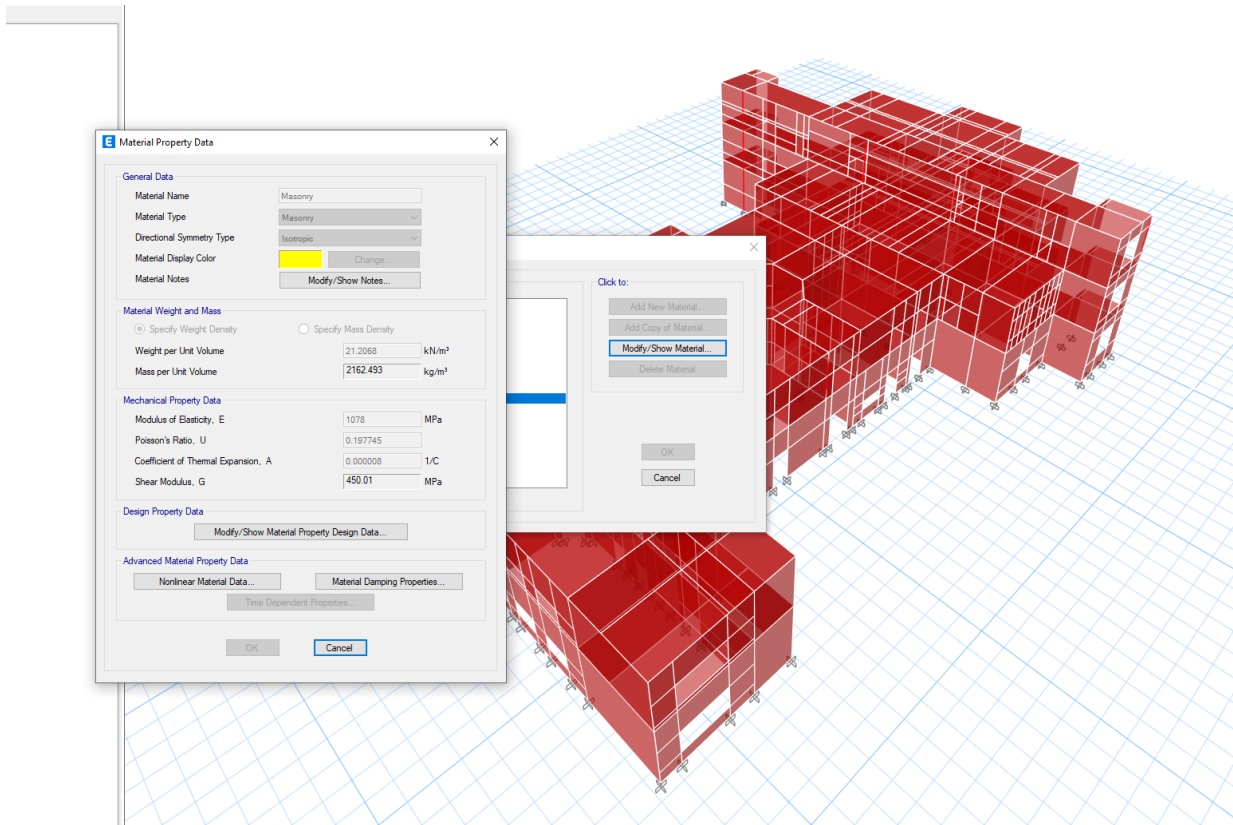 E Material Property Data
General Data
Material Name Masonry
Material Type Masonry
Directional Symmetry Type Isotropic
Material Display Color Change...
Material Notes Modify/Show Notes...
Material Weight and Mass
Specify Weight Density Specify Mass Density
Weight per Unit Volume 21.2068 kN/m³
Mass per Unit Volume 2162.493 kg/m³
Mechanical Property Data
Modulus of Elasticity, E 1078 MPa
Poisson's Ratio, U 0.197745
Coefficient of Thermal Expansion, A 0.000008 1/C
Shear Modulus, G 450.01 MPa
Design Property Data
Modify/Show Material Property Design Data...
Advanced Material Property Data
Nonlinear Material Data... Material Damping Properties...
Time Dependent Properties...
OK Cancel
Click to:
Add New Material...
Add Copy of Material...
Modify/Show Material...
Delete Material
OK
Cancel